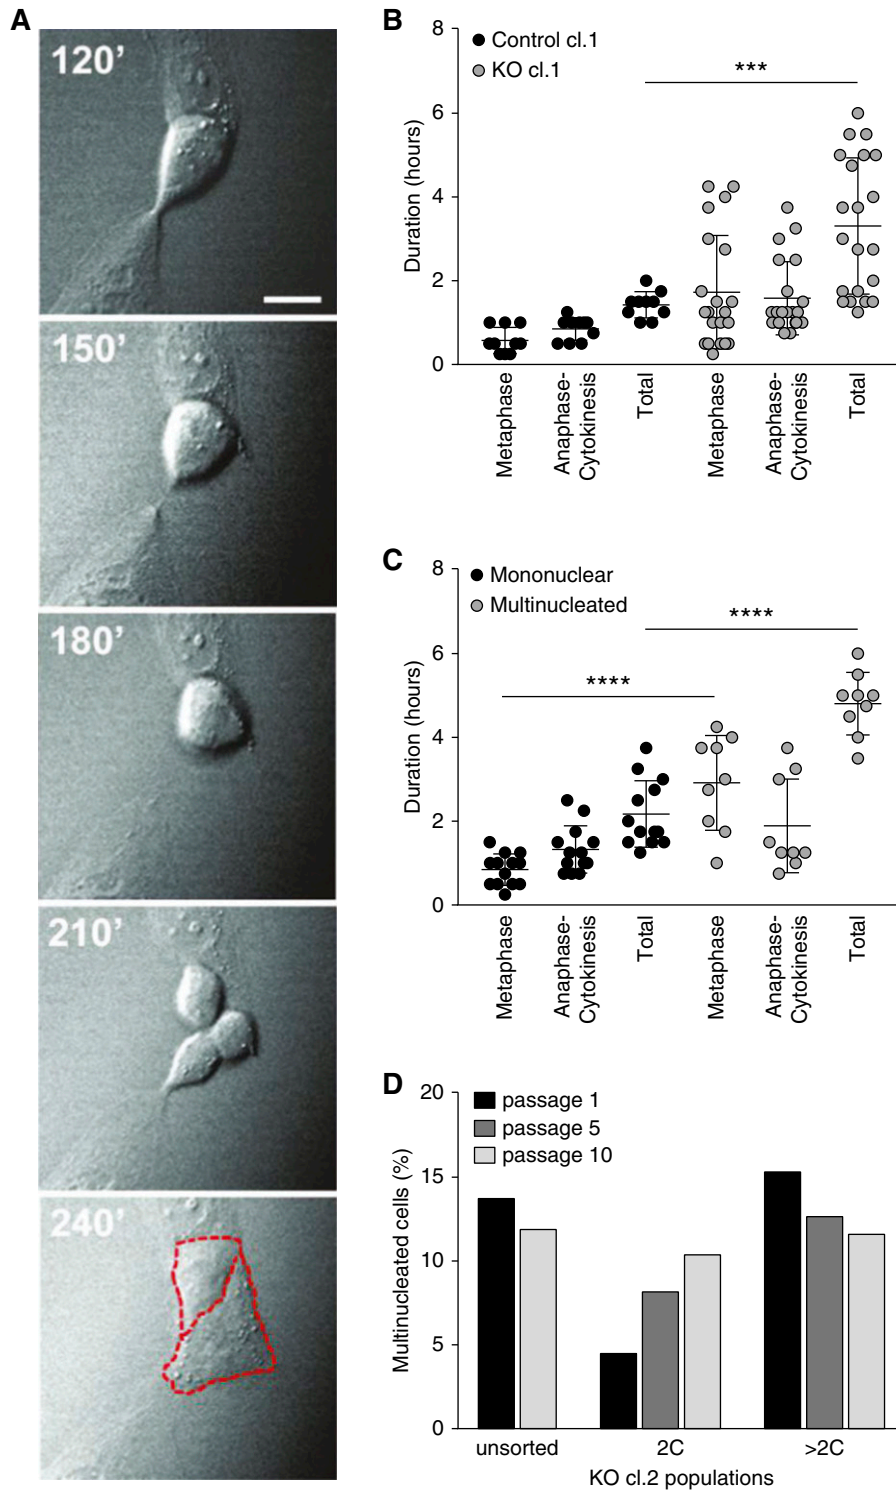 A
120’
150’
180’
210’
240’
B
Control cl.1
KO cl.1
***
Duration (hours)
8
6
4
2
0
Metaphase
Anaphase-
Cytokinesis
Total
Metaphase
Anaphase-
Cytokinesis
Total
C
Mononuclear
Multinucleated
****
****
Duration (hours)
8
6
4
2
0
Metaphase
Anaphase-
Cytokinesis
Total
Metaphase
Anaphase-
Cytokinesis
Total
D
passage 1
passage 5
passage 10
Multinucleated cells (%)
20
15
10
5
0
unsorted
2C
>2C
KO cl.2 populations